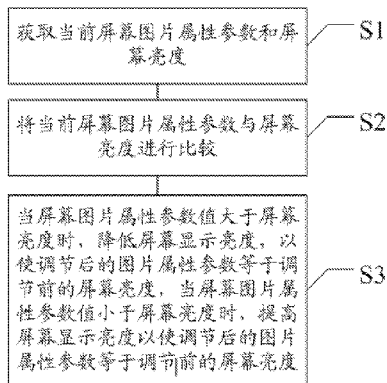 获取当前屏幕图片属性参数和屏
幕亮度
S1
将当前屏幕图片属性参数与屏幕
亮度进行比较
S2
当屏幕图片属性参数值大于屏幕
亮度时，降低屏幕显示亮度，以
使调节后的图片属性参数等于调
节前的屏幕亮度，当屏幕图片属
性参数值小于屏幕亮度时，提高
屏幕显示亮度以使调节后的图片
属性参数等于调节前的屏幕亮度
S3